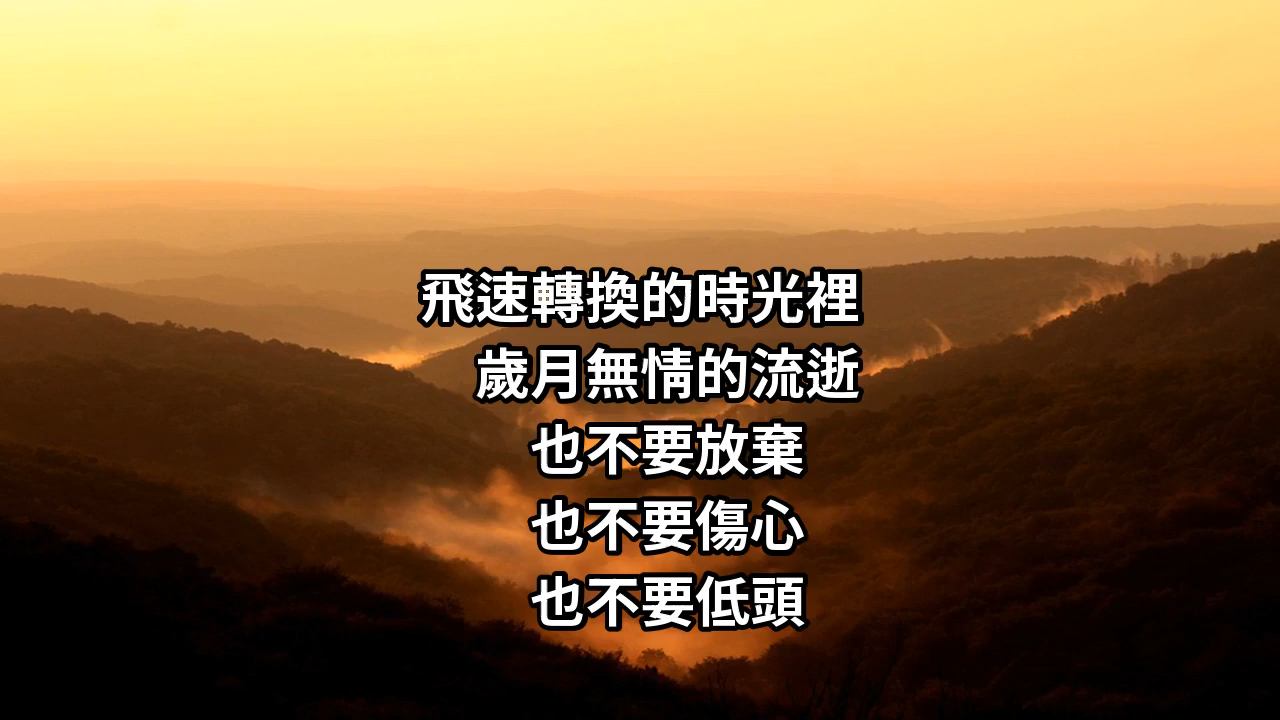 飛速轉換的時光裡
歲月無情的流逝
也不要放棄
也不要傷心
也不要低頭